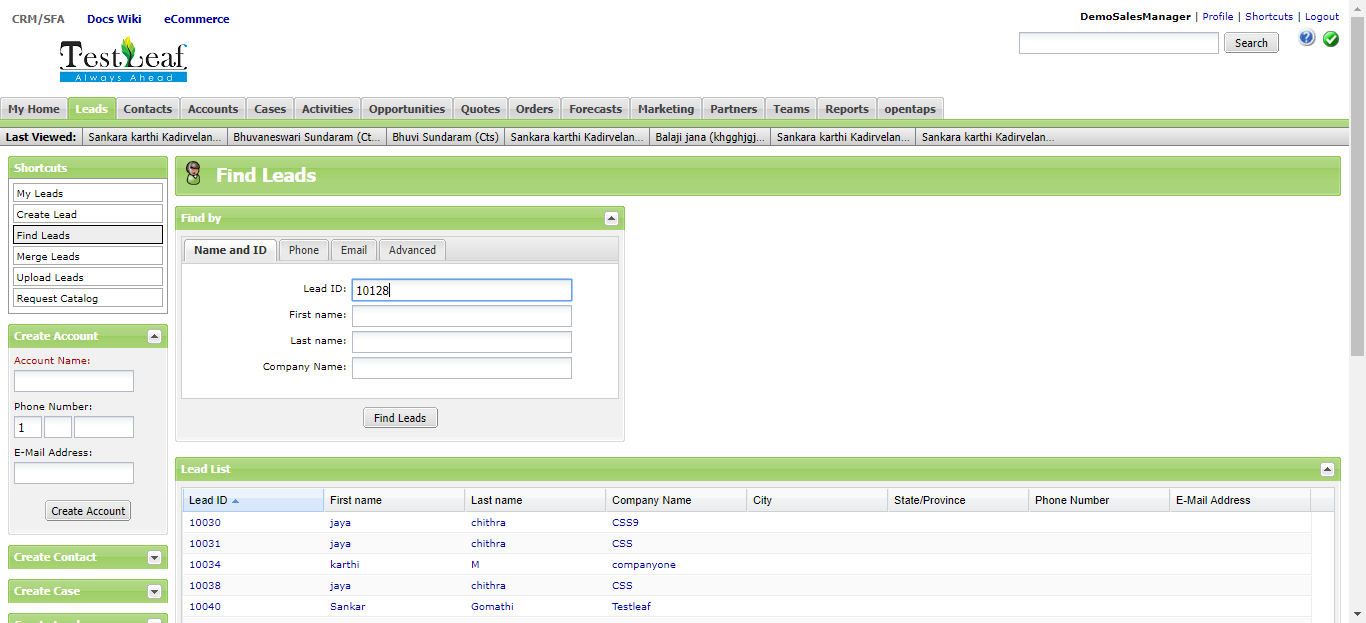 CRM/SFA Docs Wiki eCommerce
DemoSalesManager | Profile | Shortcuts | Logout
TestLeaf
Always Ahead
Search
?
My Home Leads Contacts Accounts Cases Activities Opportunities Quotes Orders Forecasts Marketing Partners Teams Reports opentaps
Last Viewed: Sankara karthi Kadirvelan... Bhuvaneswari Sundaram (Ct... Bhuvi Sundaram (Cts) Sankara karthi Kadirvelan... Balaji jana (khgghjgj... Sankara karthi Kadirvelan... Sankara karthi Kadirvelan...
Shortcuts
My Leads
Create Lead
Find Leads
Merge Leads
Upload Leads
Request Catalog
Create Account
Account Name:
Phone Number:
1
E-Mail Address:
Create Account
Create Contact
Create Case
Find Leads
Find by
Name and ID Phone Email Advanced
Lead ID: 10128
First name:
Last name:
Company Name:
Find Leads
Lead List
Lead ID First name Last name Company Name City State/Province Phone Number E-Mail Address
10030 jaya chithra CSS9
10031 jaya chithra CSS
10034 karthi M companyone
10038 jaya chithra CSS
10040 Sankar Gomathi Testleaf